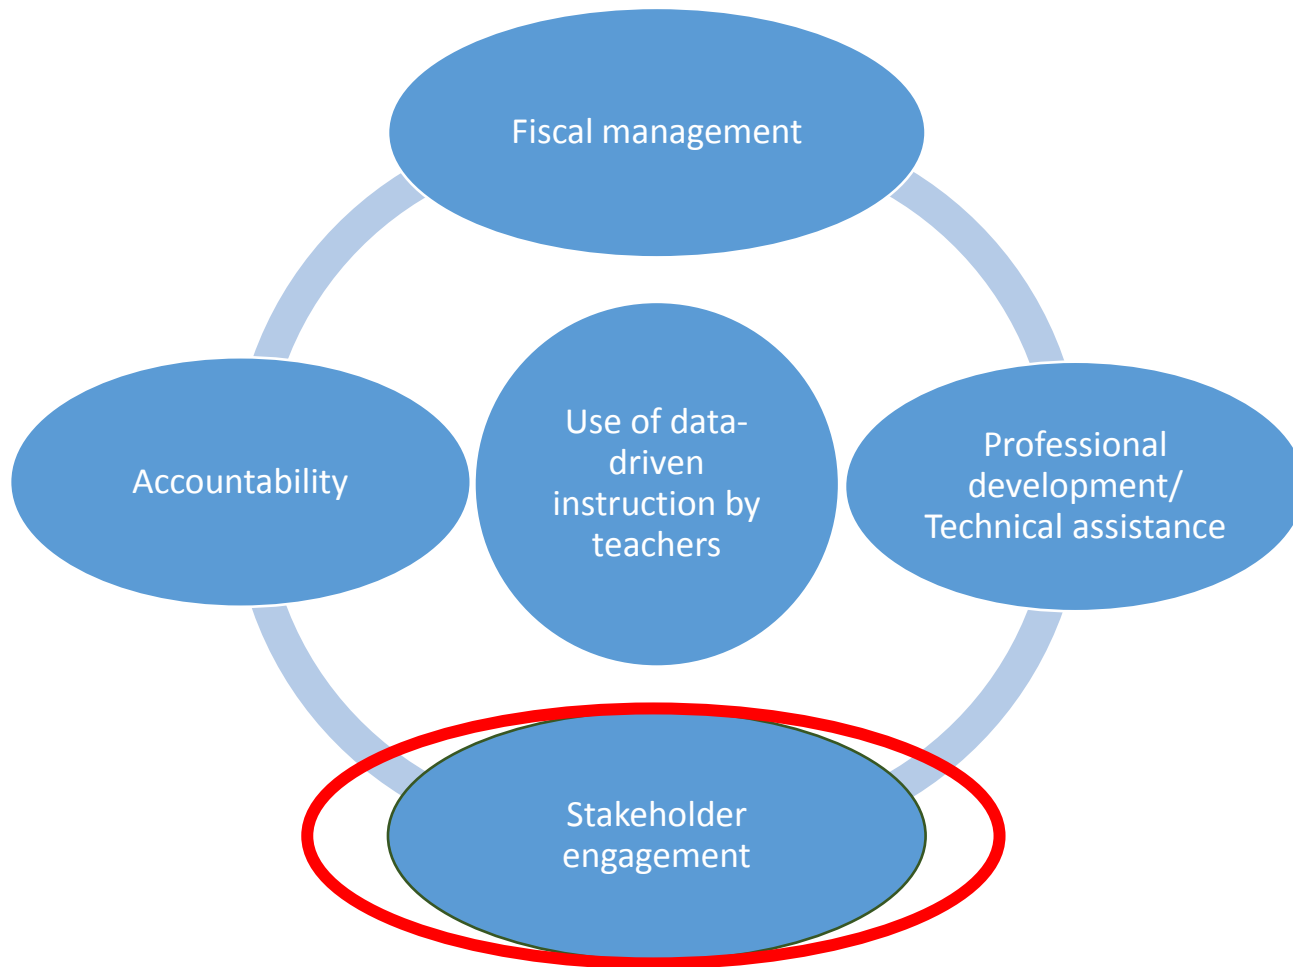 Fiscal management
Accountability
Use of data-
driven
instruction by
teachers
Professional
development/
Technical assistance
Stakeholder
engagement